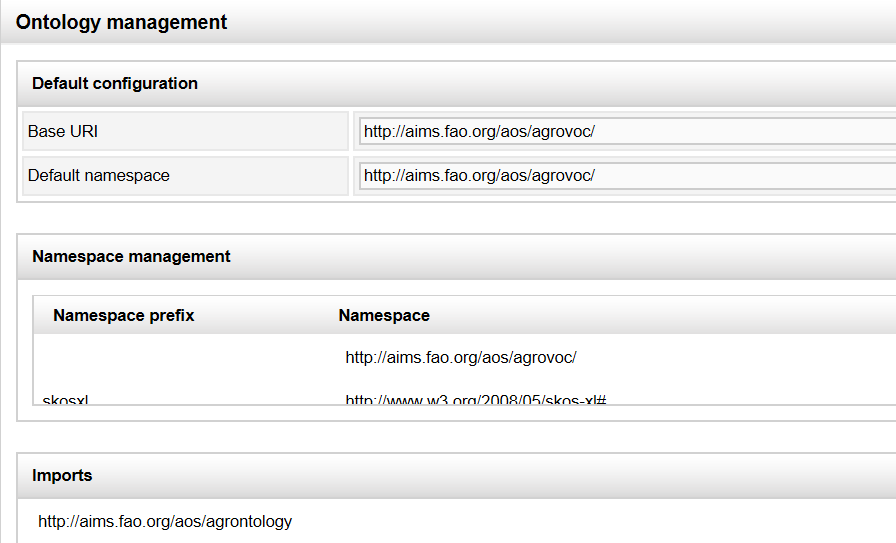 Ontology management
Default configuration
Base URI http://aims.fao.org/aos/agrovoc/
Default namespace http://aims.fao.org/aos/agrovoc/
Namespace management
Namespace prefix Namespace
http://aims.fao.org/aos/agrovoc/
skosxl http://www.w3.org/2008/05/skos-xl#
Imports
http://aims.fao.org/aos/agrontology